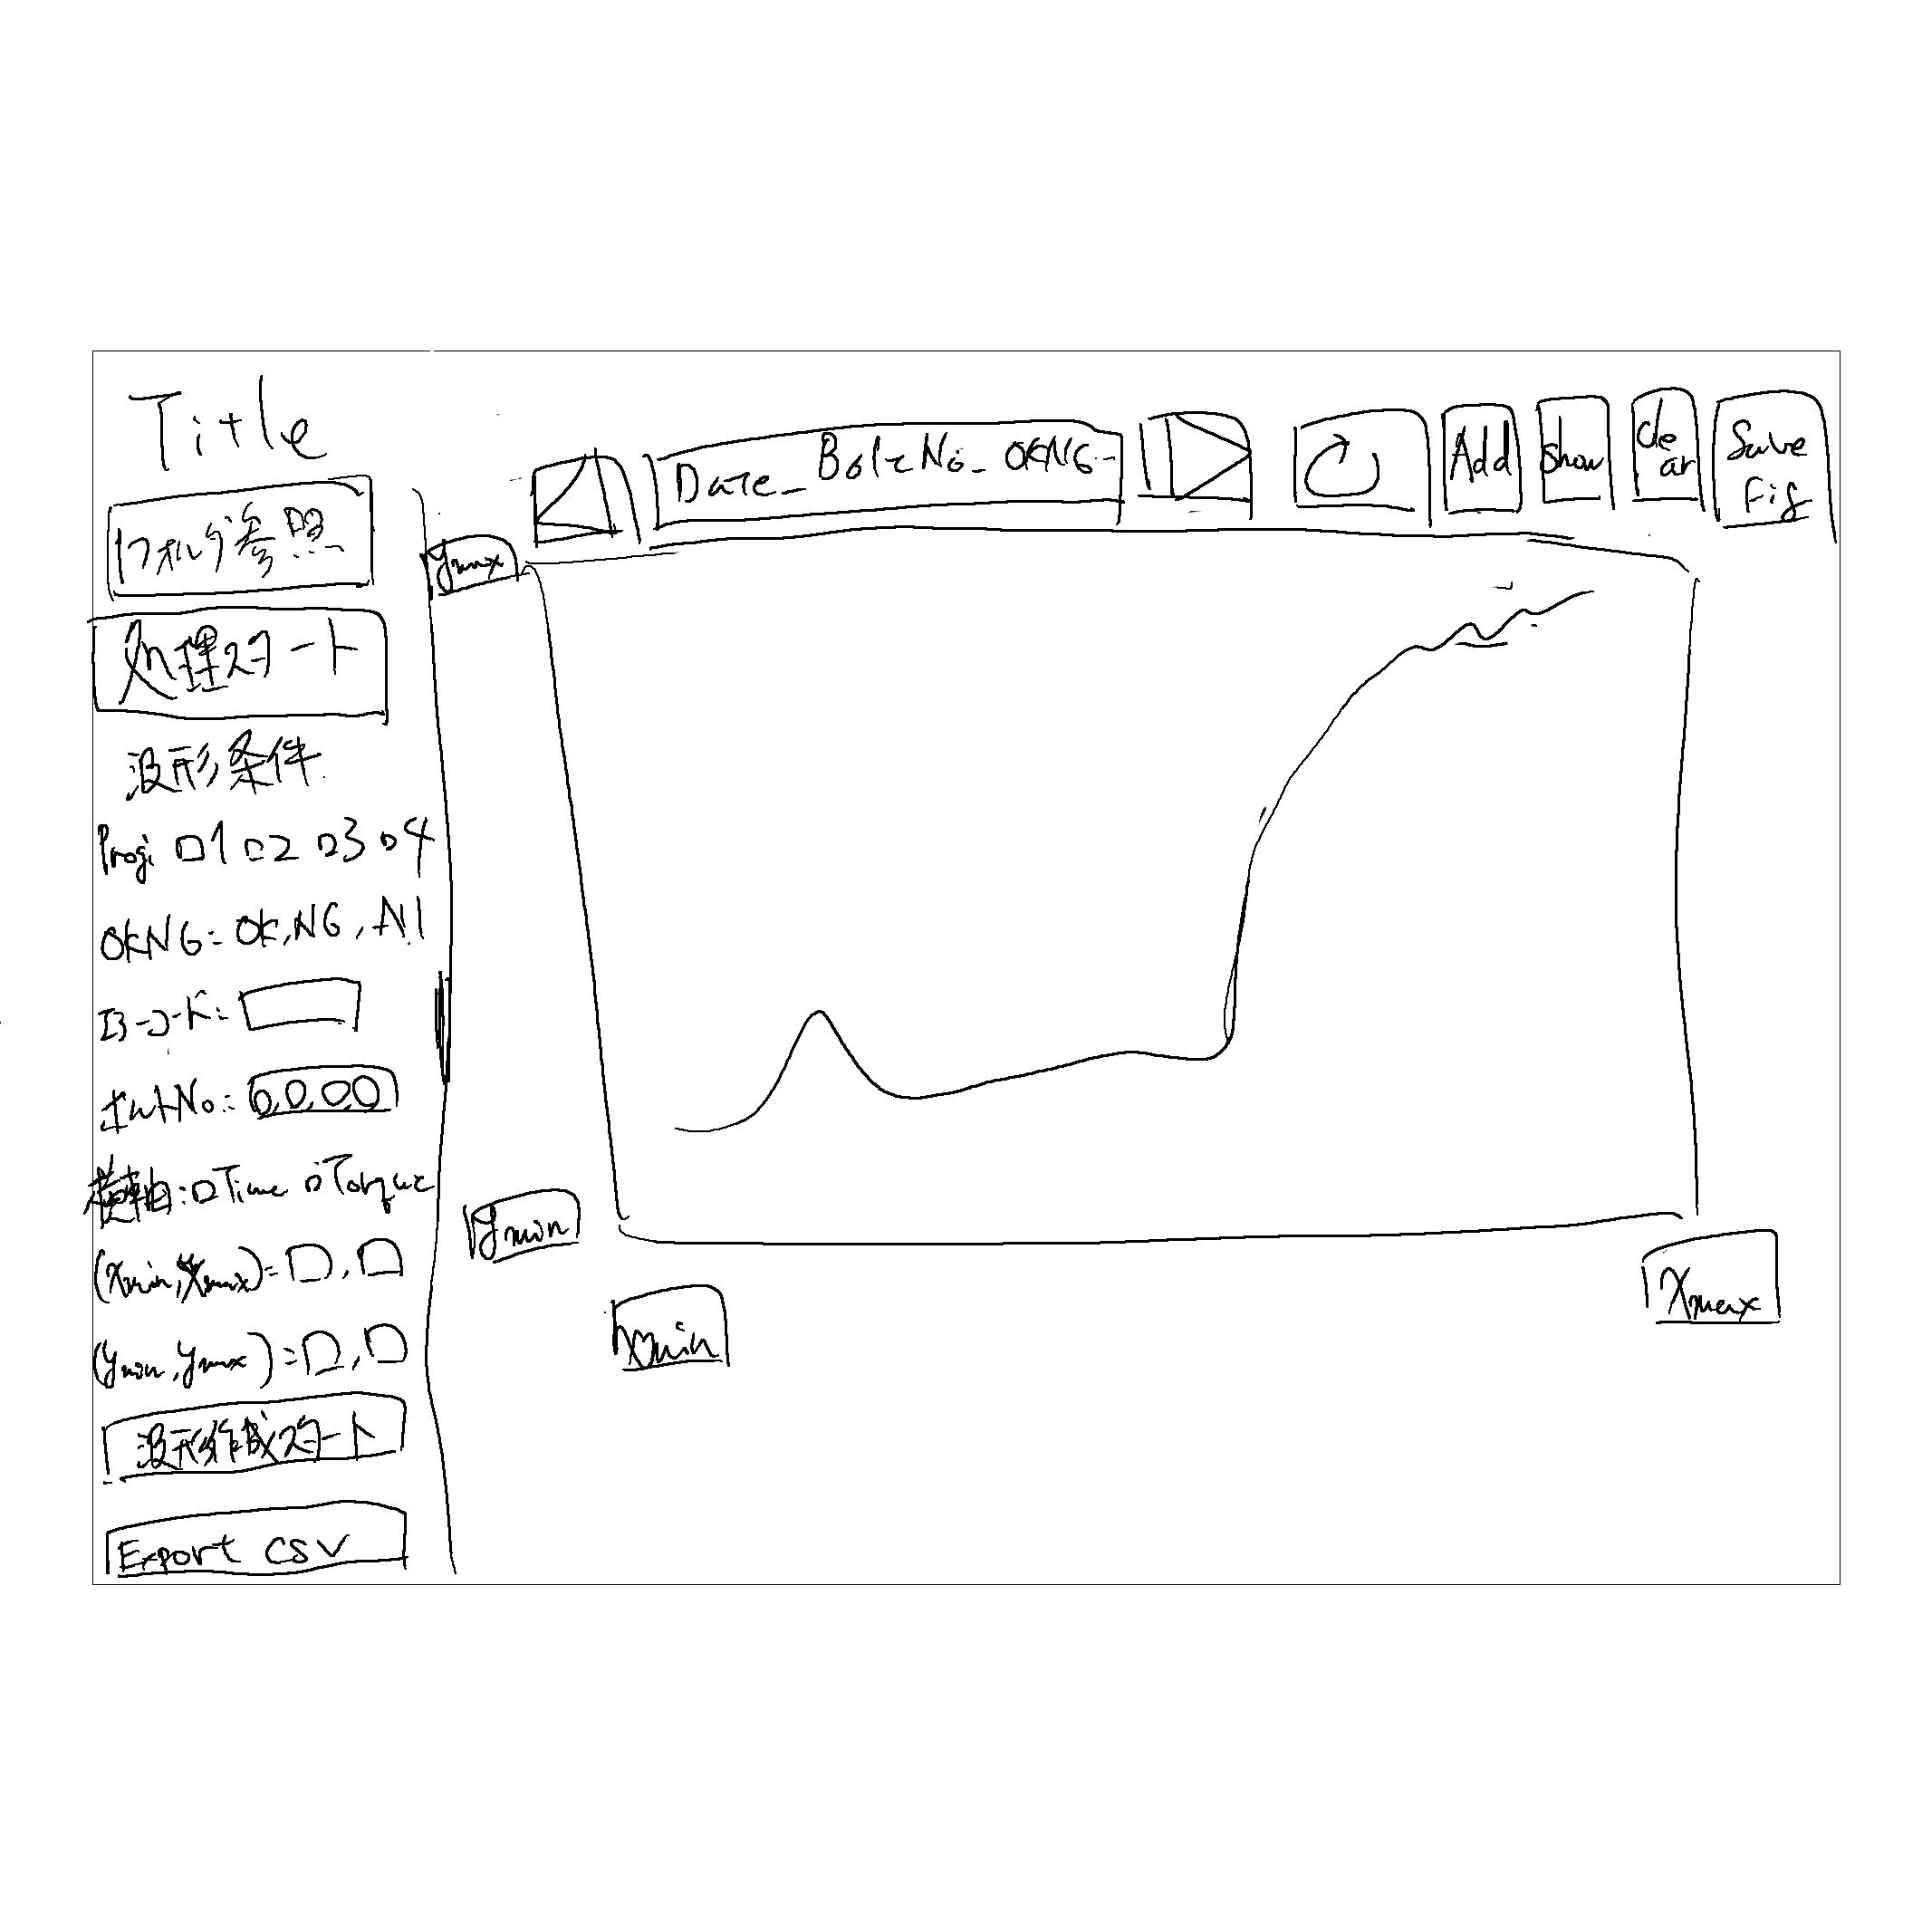 Title
フォルダ参照
処理スタート
波形条件
Prog: □1 □2 □3 □4
OKNG: OK, NG, All
エラーコード:
ボルトNo: 0,0,0,0
横軸: □Time □Torque
(Xmin, Xmax)= □, □
(ymin, ymax)= □, □
波形作成スタート
Export CSV
Date_BoltNo_OKNG
Add
Show
Clear
Save
Fig
ymax
ymin
Xmin
Xmax